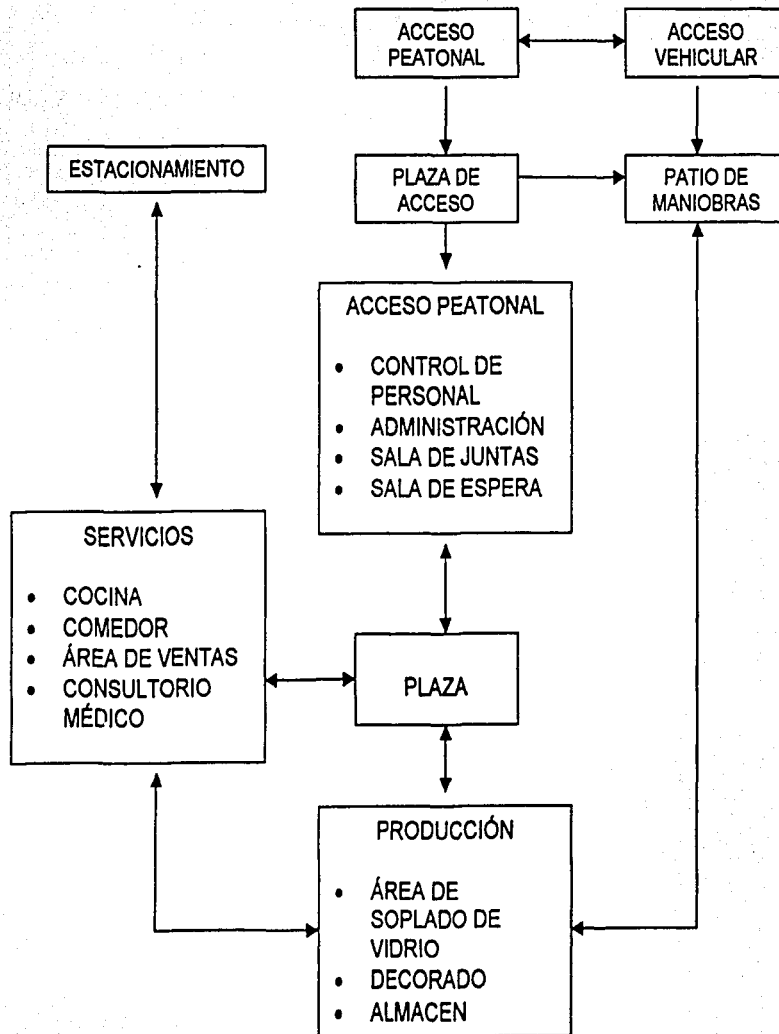 ACCESO
PEATONAL
ACCESO
VEHICULAR
ESTACIONAMIENTO
PLAZA DE
ACCESO
PATIO DE
MANIOBRAS
ACCESO PEATONAL
• CONTROL DE
PERSONAL
• ADMINISTRACIÓN
• SALA DE JUNTAS
• SALA DE ESPERA
SERVICIOS
• COCINA
• COMEDOR
• ÁREA DE VENTAS
• CONSULTORIO
MÉDICO
PLAZA
PRODUCCIÓN
• ÁREA DE
SOPLADO DE
VIDRIO
• DECORADO
• ALMACEN